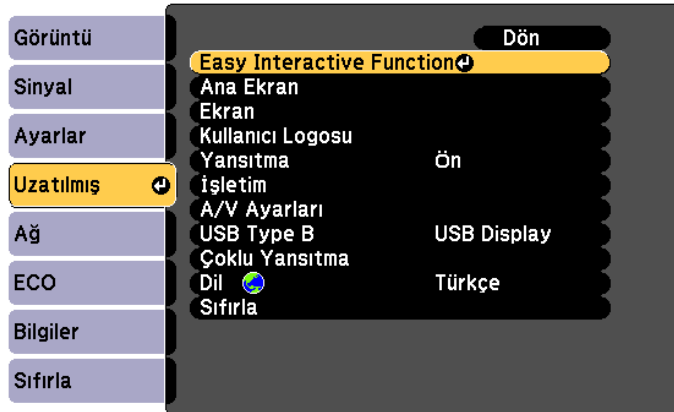 Görüntü
Sinyal
Ayarlar
Uzatılmış
Ağ
ECO
Bilgiler
Sıfırla
Dön
Easy Interactive Function
Ana Ekran
Ekran
Kullanıcı Logosu
Yansıtma Ön
İşletim
A/V Ayarları
USB Type B USB Display
Çoklu Yansıtma
Dil Türkçe
Sıfırla